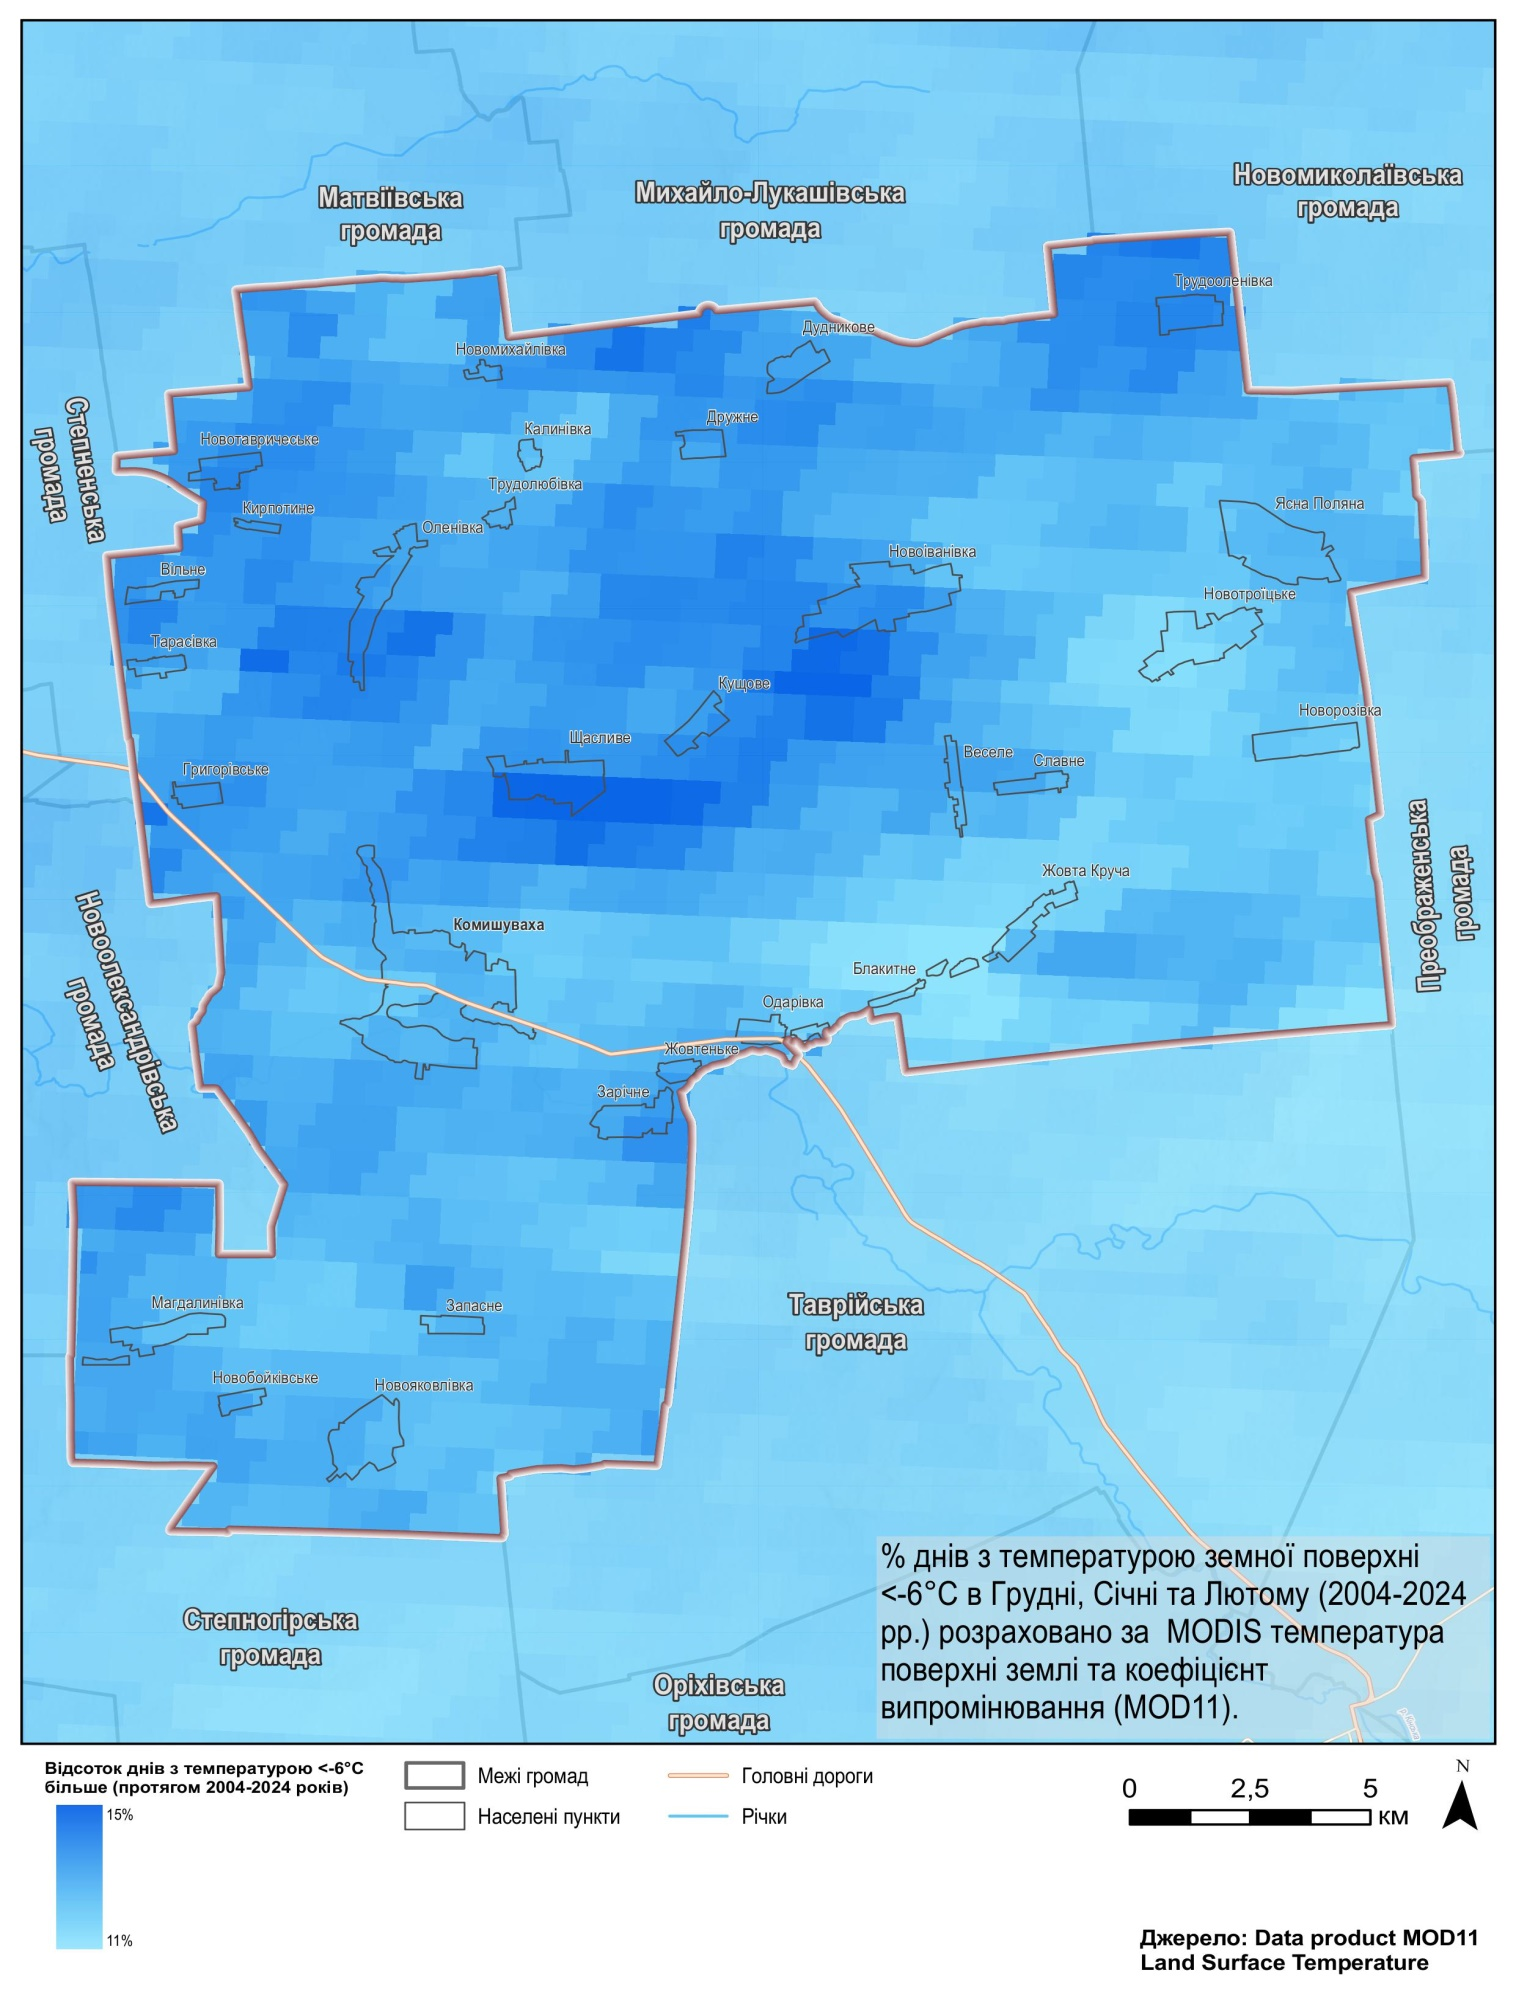 Матвіївська
громада
Михайло-Лукашівська
громада
Новомиколаївська
громада
Трудооленівка
Дудникове
Новомихайлівка
Степненська
громада
Дружне
Калинівка
Новотавричеське
Трудолюбівка
Кирпотине
Ясна Поляна
Оленівка
Новоіванівка
Вільне
Новотроїцьке
Тарасівка
Кущове
Новорозівка
Щасливе
Веселе
Славне
Григорівське
Преображенська
громада
Жовта Круча
Комишуваха
Новоолександрівська
громада
Блакитне
Одарівка
Жовтеньке
Зарічне
Магдалинівка
Запасне
Таврійська
громада
Новобойківське
Новояковлівка
Степногірська
громада
Оріхівська
громада
% днів з температурою земної поверхні
<-6°C в Грудні, Січні та Лютому (2004-2024
рр.) розраховано за MODIS температура
поверхні землі та коефіцієнт
випромінювання (MOD11).
Відсоток днів з температурою <-6°C
більше (протягом 2004-2024 років)
15%
11%
Межі громад
Населені пункти
Головні дороги
Річки
0 2,5 5
км
N
Джерело: Data product MOD11
Land Surface Temperature